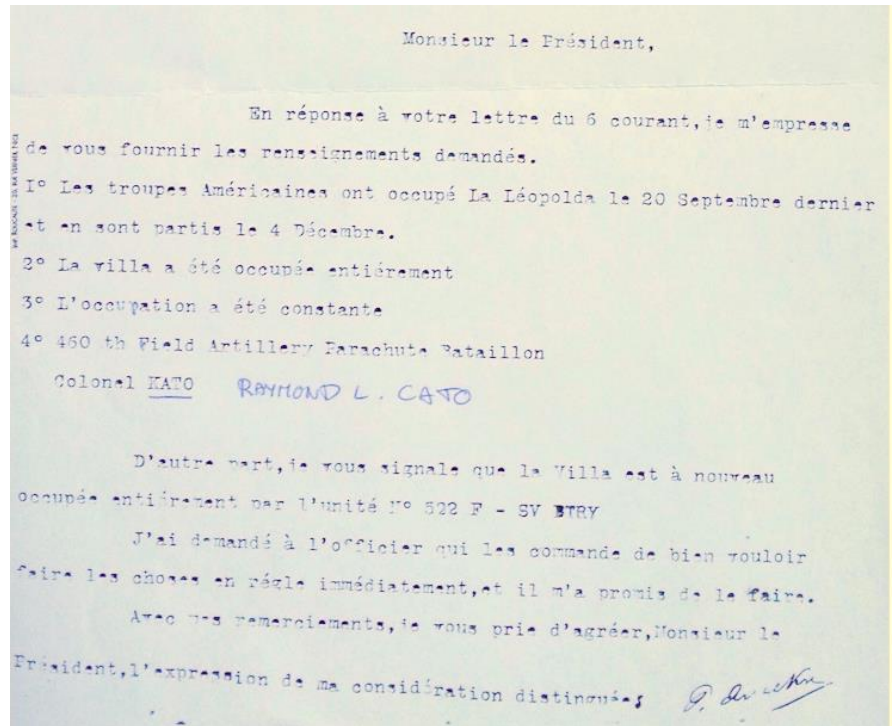 Monsieur le Président,
En réponse à votre lettre du 6 courant,je m'empresse
de vous fournir les renseignements demandés.
I° Les troupes Américaines ont occupé La Léopolda le 20 Septembre dernier
et en sont partis le 4 Décembre.
2° La villa a été occupée entiérement
3° L'occupation a été constante
4° 460 th Field Artillery Parachute Bataillon
Colonel KATO RAYMOND L. CATO
D'autre part,je vous signale que la Villa est à nouveau
occupée entiérement par l'unité N° 522 F - SV BTRY
J'ai demandé à l'officier qui les commande de bien vouloir
faire les choses en régle immédiatement,et il m'a promis de le faire.
Avec mes remerciements,je vous prie d'agréer,Monsieur le
Président,l'expression de ma considération distinguée